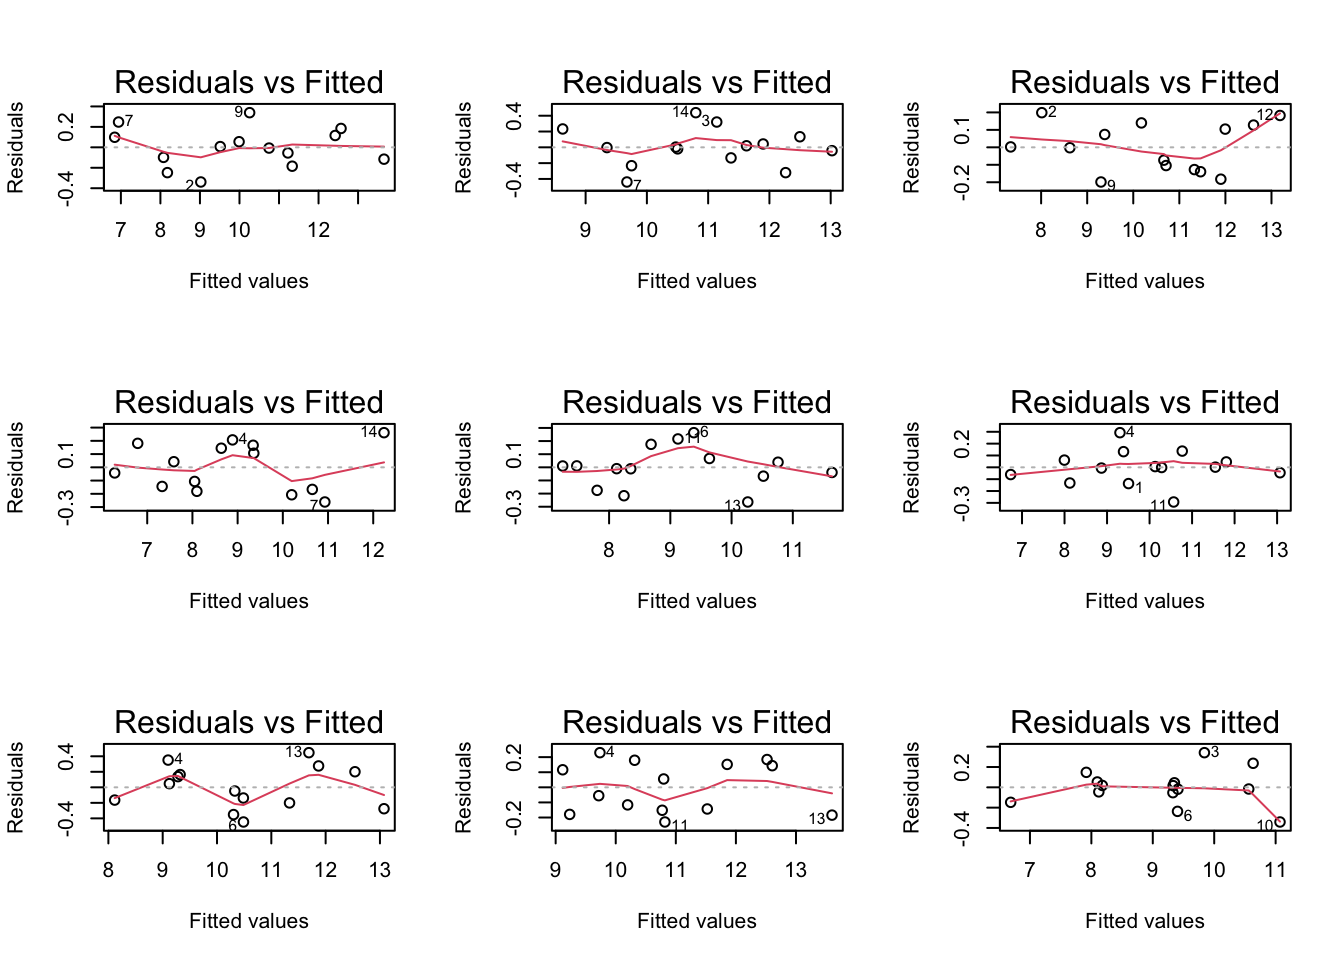 Residuals vs Fitted
Residuals
0.2
-0.4
7
9
2
7 8 9 10 12
Fitted values
Residuals vs Fitted
Residuals
0.4
-0.4
14
3
7
9 10 11 12 13
Fitted values
Residuals vs Fitted
Residuals
0.1
-0.2
2
12
9
8 9 10 11 12 13
Fitted values
Residuals vs Fitted
Residuals
0.1
-0.3
4
14
7
7 8 9 10 11 12
Fitted values
Residuals vs Fitted
Residuals
0.1
-0.3
11
6
13
8 9 10 11
Fitted values
Residuals vs Fitted
Residuals
0.2
-0.3
4
1
11
7 8 9 10 11 12 13
Fitted values
Residuals vs Fitted
Residuals
0.4
-0.4
4
13
6
8 9 10 11 12 13
Fitted values
Residuals vs Fitted
Residuals
0.2
-0.2
4
11
13
9 10 11 12 13
Fitted values
Residuals vs Fitted
Residuals
0.2
-0.4
3
6
10
7 8 9 10 11
Fitted values